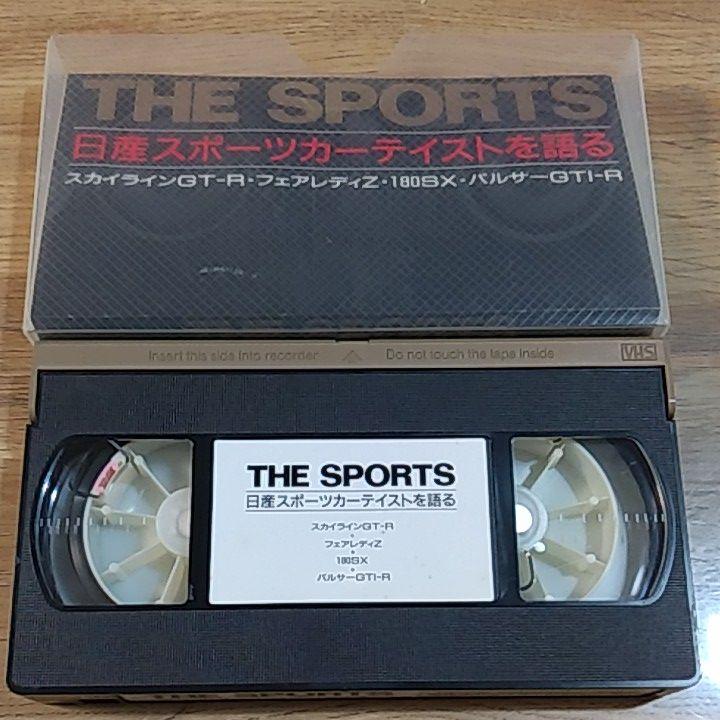 THE SPORTS
日産スポーツカーテイストを語る
スカイラインGT-R・フェアレディZ・180SX・パルサーGTI-R
Insert this side into recorder
Do not touch the tape inside
VHS
THE SPORTS
日産スポーツカーテイストを語る
スカイラインGT-R
フェアレディZ
180SX
パルサーGTI-R
THE SPORTS